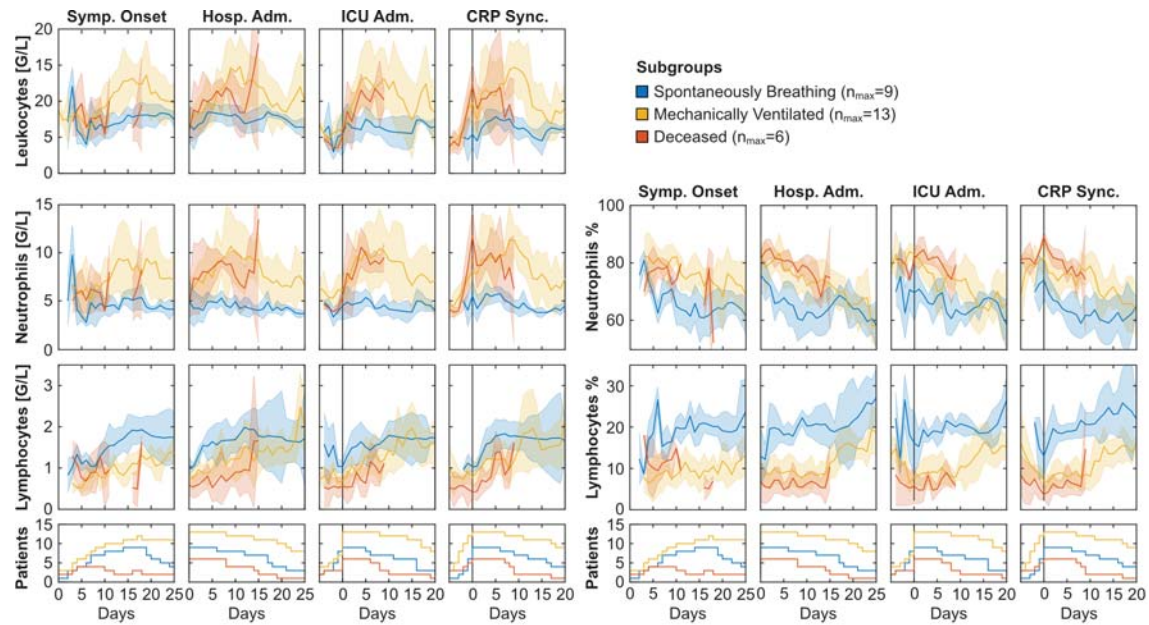 Symp. Onset Hosp. Adm. ICU Adm. CRP Sync.
Leukocytes [G/L]
20
15
20
5
0
Subgroups
Spontaneously Breathing (nmax=9)
Mechanically Ventilated (nmax=13)
Deceased (nmax=6)
Neutrophils [G/L]
15
10
5
0
Lymphocytes [G/L]
3
2
1
0
Patients
15
10
5
0
0 5 10 15 20 25 0 5 10 15 20 25 0 5 10 15 20 0 5 10 15 20
Days Days Days Days
Symp. Onset Hosp. Adm. ICU Adm. CRP Sync.
Neutrophils %
100
80
60
Lymphocytes %
30
20
10
0
Patients
15
10
5
0
0 5 10 15 20 25 0 5 10 15 20 25 0 5 10 15 20 0 5 10 15 20
Days Days Days Days